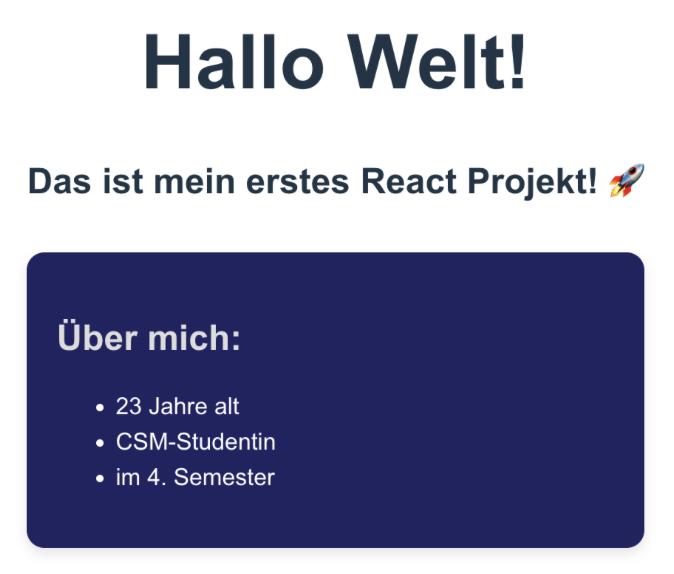 Hallo Welt!
Das ist mein erstes React Projekt! 🚀
Über mich:
• 23 Jahre alt
• CSM-Studentin
• im 4. Semester